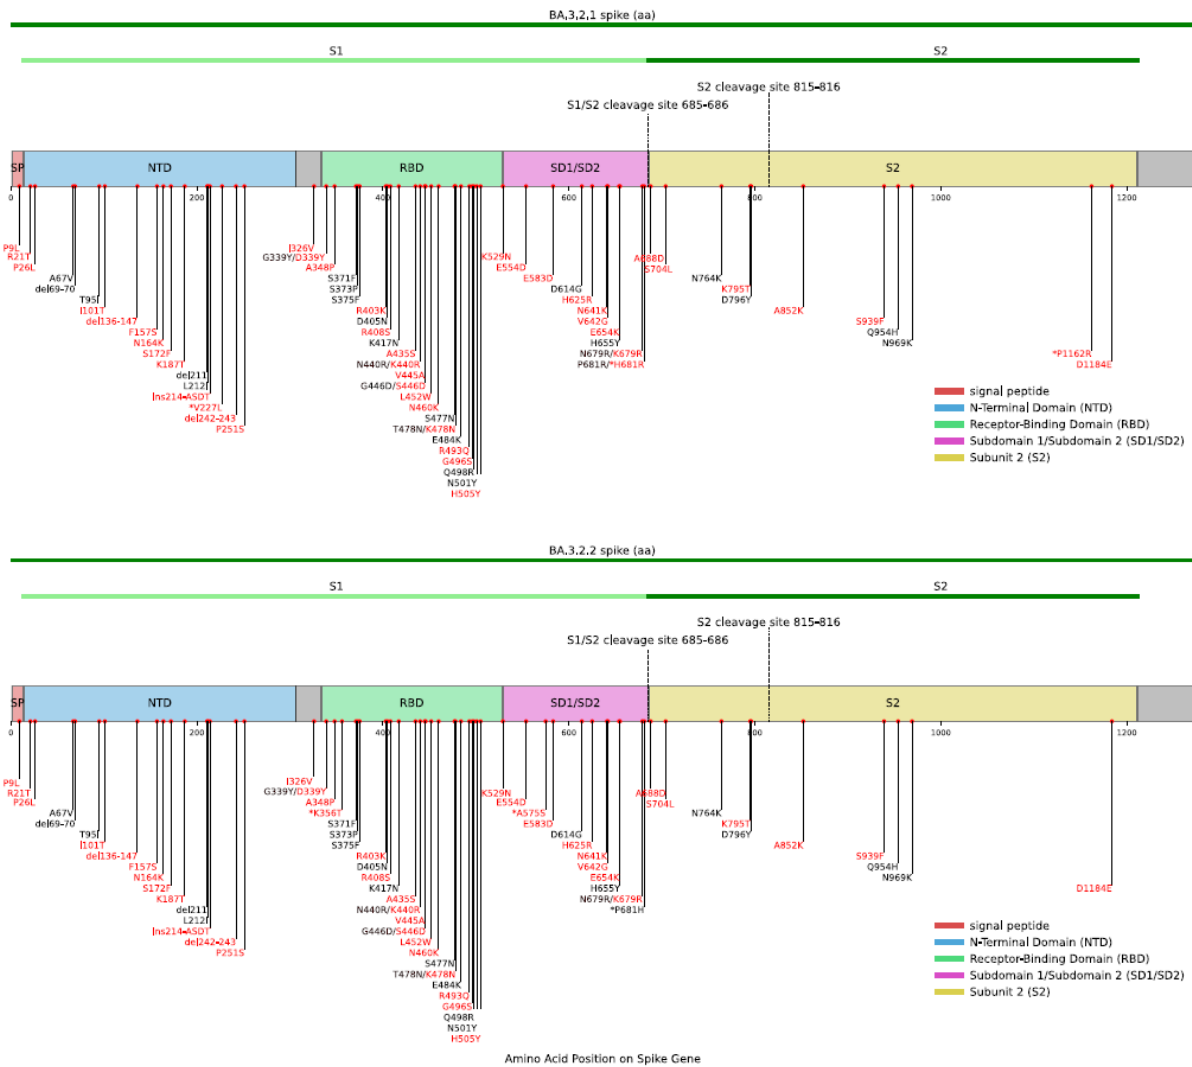 BA.3.2.1 spike (aa)
S1
S2
S2 cleavage site 815-816
S1/S2 cleavage site 685-686
SP
NTD
RBD
SD1/SD2
S2
0
200
400
600
800
1000
1200
P9L
R21T
P26L
A67V
del69-70
T95I
I101T
del136-147
F157S
N164K
S172F
K187T
del211
L212I
Ins214-ASDT
*V227L
del242-243
P251S
I326V
G339Y/D339Y
A348P
S371F
S373P
S375F
R403K
D405N
R408S
K417N
A435S
N440R/K440R
V445A
G446D/S446D
L452W
N460K
S477N
T478N/K478N
E484K
R493Q
G496S
Q498R
N501Y
H505Y
K529N
E554D
E583D
D614G
H625R
N641K
V642G
E654K
H655Y
N679R/K679R
P681R/*H681R
A688D
S704L
N764K
K795T
D796Y
A852K
S939F
Q954H
N969K
*P1162R
D1184E
signal peptide
N-Terminal Domain (NTD)
Receptor-Binding Domain (RBD)
Subdomain 1/Subdomain 2 (SD1/SD2)
Subunit 2 (S2)
BA.3.2.2 spike (aa)
S1
S2
S2 cleavage site 815-816
S1/S2 cleavage site 685-686
SP
NTD
RBD
SD1/SD2
S2
0
200
400
600
800
1000
1200
P9L
R21T
P26L
A67V
del69-70
T95I
I101T
del136-147
F157S
N164K
S172F
K187T
del211
L212I
Ins214-ASDT
del242-243
P251S
I326V
G339Y/D339Y
A348P
*K356T
S371F
S373P
S375F
R403K
D405N
R408S
K417N
A435S
N440R/K440R
V445A
G446D/S446D
L452W
N460K
S477N
T478N/K478N
E484K
R493Q
G496S
Q498R
N501Y
H505Y
K529N
E554D
*A575S
E583D
D614G
H625R
N641K
V642G
E654K
H655Y
N679R/K679R
*P681H
A688D
S704L
N764K
K795T
D796Y
A852K
S939F
Q954H
N969K
D1184E
signal peptide
N-Terminal Domain (NTD)
Receptor-Binding Domain (RBD)
Subdomain 1/Subdomain 2 (SD1/SD2)
Subunit 2 (S2)
Amino Acid Position on Spike Gene